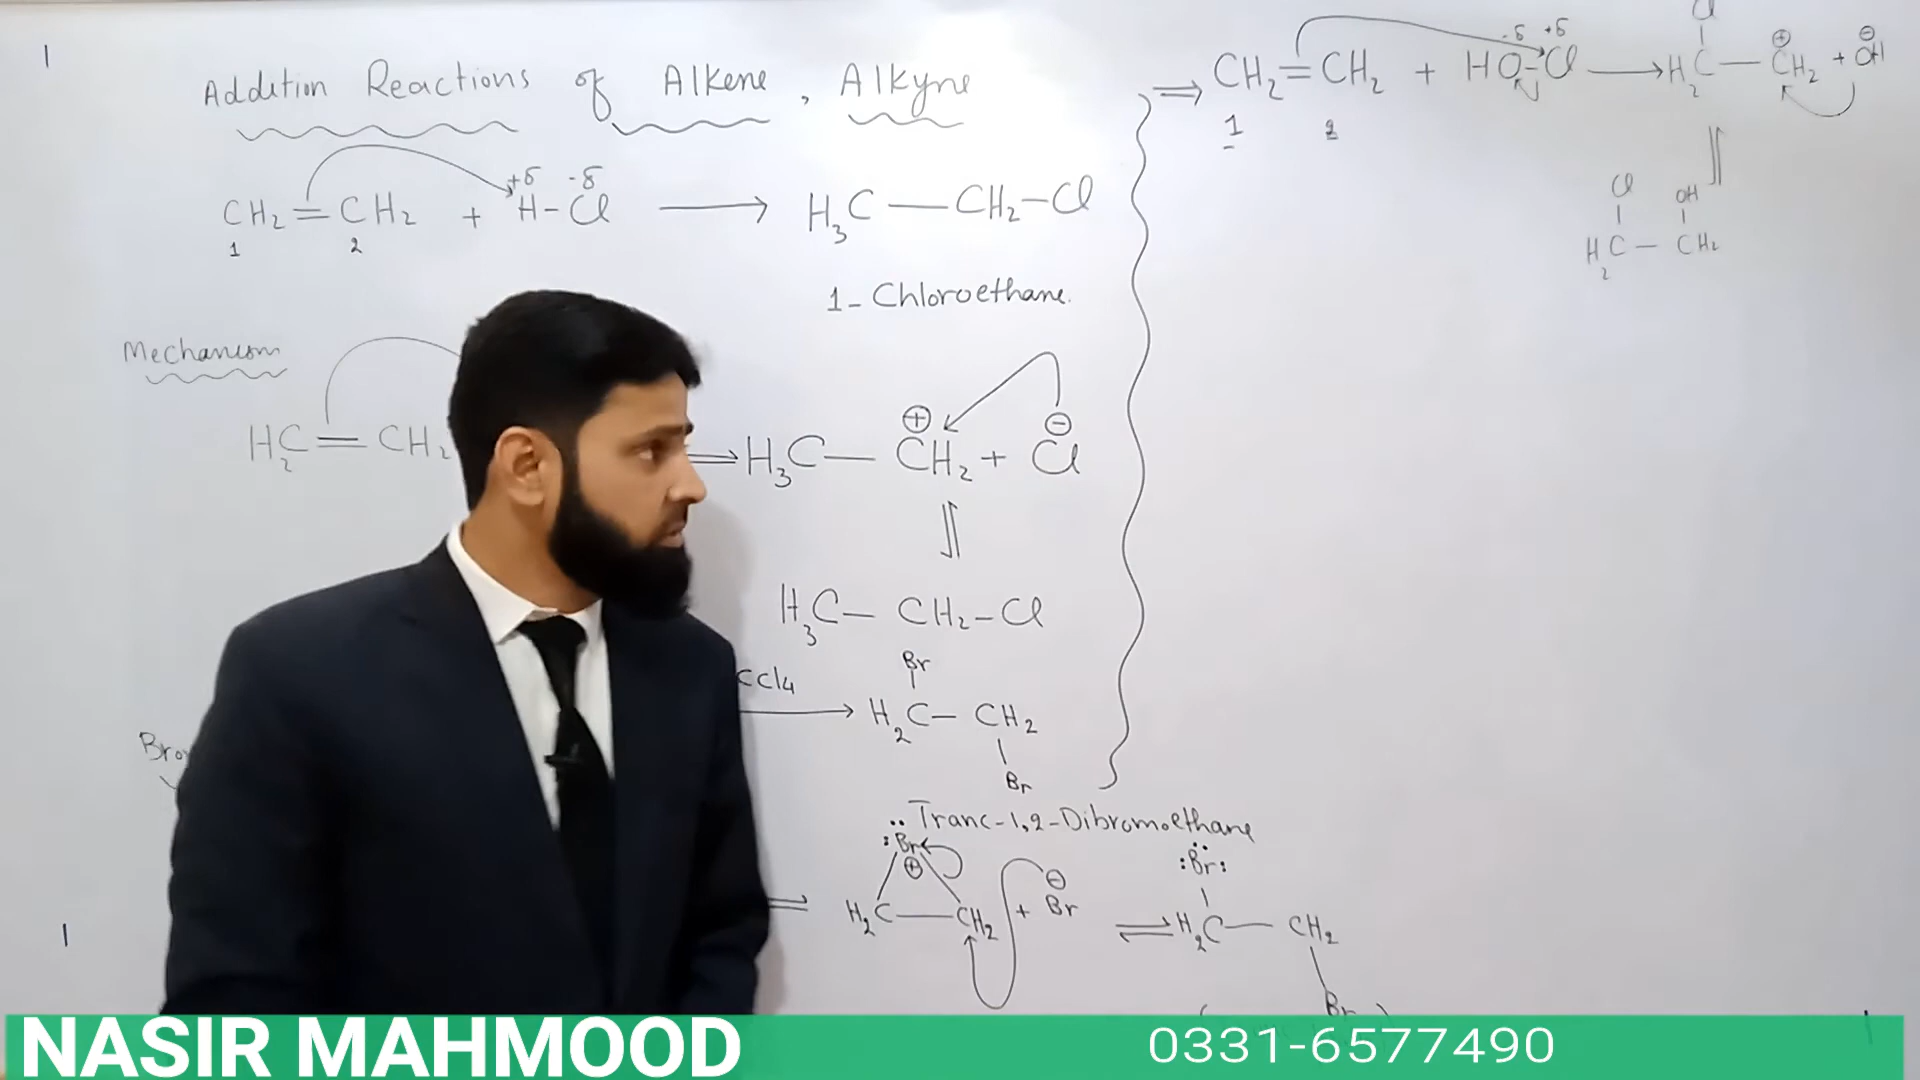 Addition Reactions of Alkene, Alkyne
CH₂=CH₂ + H-Cl ⟶ H₃C—CH₂-Cl
+δ -δ
1 2
1- Chloroethane.
Mechanism
H₂C=CH₂
H₃C—CH₂ + Cl
⊕ ⊖
⇌
H₃C— CH₂-Cl
CCl₄
Br
H₂C— CH₂
Br
Tranc-1,2-Dibromoethane
:Br
⊕
H₂C—CH₂ + Br
⊖
⇌
:Br:
H₂C— CH₂
Br
⇒ CH₂=CH₂ + HO-Cl ⟶ H₂C—CH₂ + OH
-δ +δ
Cl
⊕ ⊖
1 2
Cl OH
H₂C— CH₂
NASIR MAHMOOD
0331-6577490